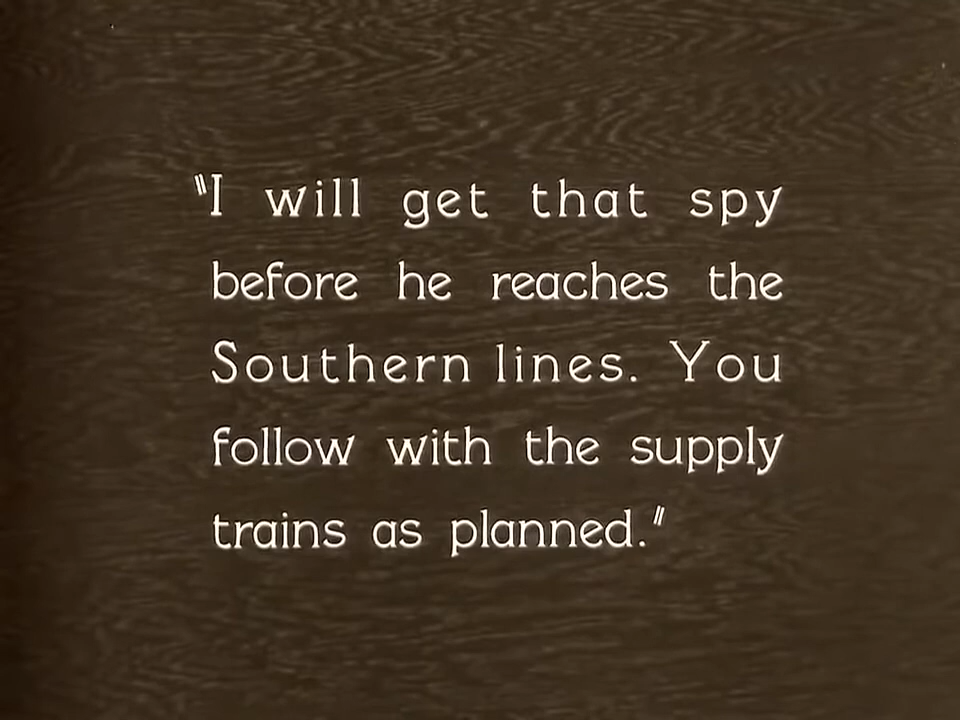 "I will get that spy
before he reaches the
Southern lines. You
follow with the supply
trains as planned."